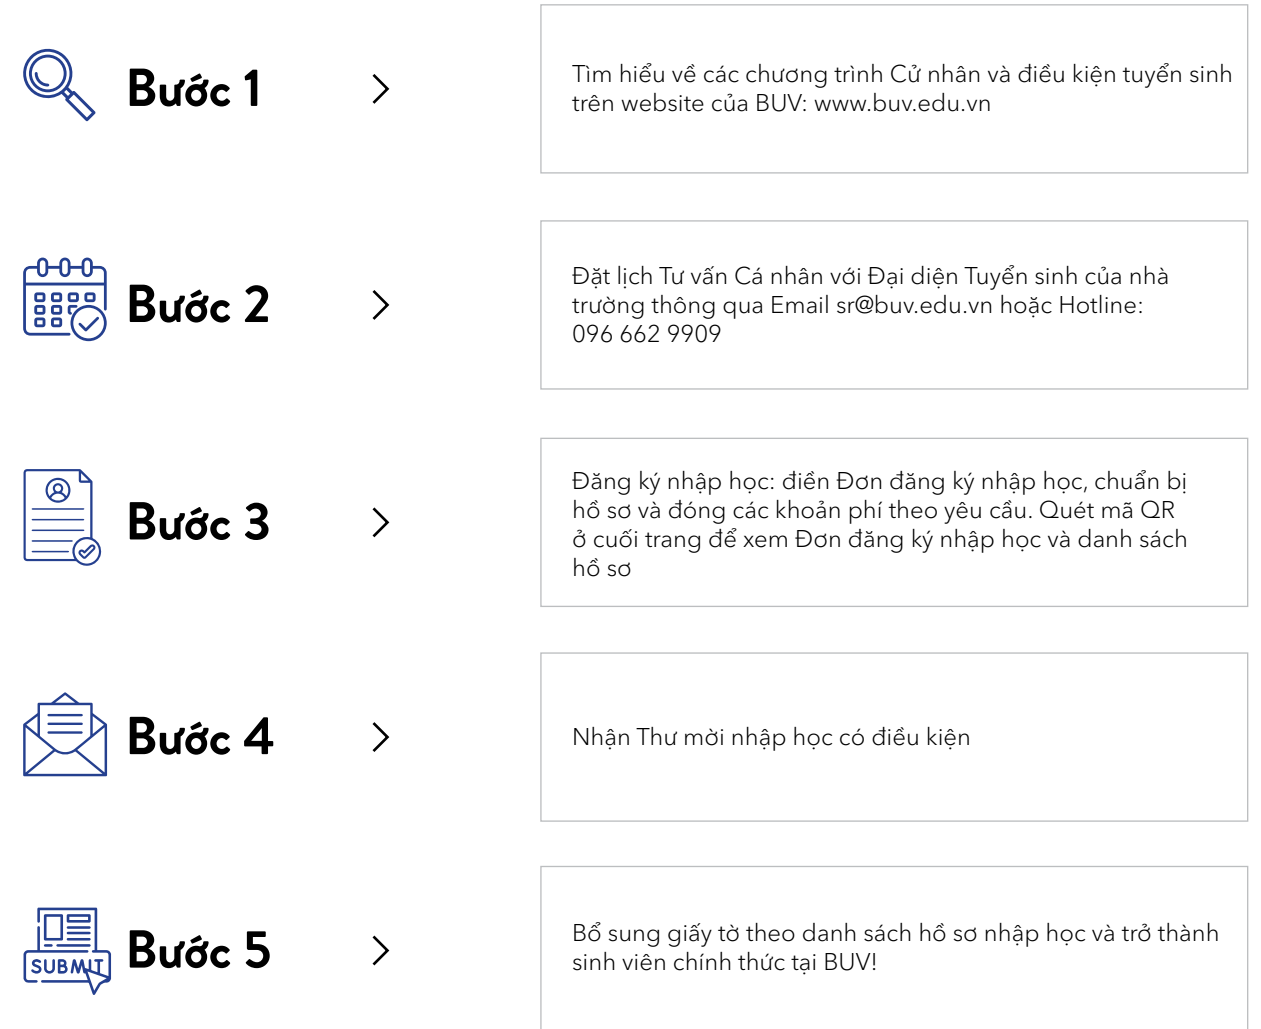 Bước 1
Tìm hiểu về các chương trình Cử nhân và điều kiện tuyển sinh
trên website của BUV: www.buv.edu.vn
Bước 2
Đặt lịch Tư vấn Cá nhân với Đại diện Tuyển sinh của nhà
trường thông qua Email sr@buv.edu.vn hoặc Hotline:
096 662 9909
Bước 3
Đăng ký nhập học: điền Đơn đăng ký nhập học, chuẩn bị
hồ sơ và đóng các khoản phí theo yêu cầu. Quét mã QR
ở cuối trang để xem Đơn đăng ký nhập học và danh sách
hồ sơ
Bước 4
Nhận Thư mời nhập học có điều kiện
SUBMIT
Bước 5
Bổ sung giấy tờ theo danh sách hồ sơ nhập học và trở thành
sinh viên chính thức tại BUV!